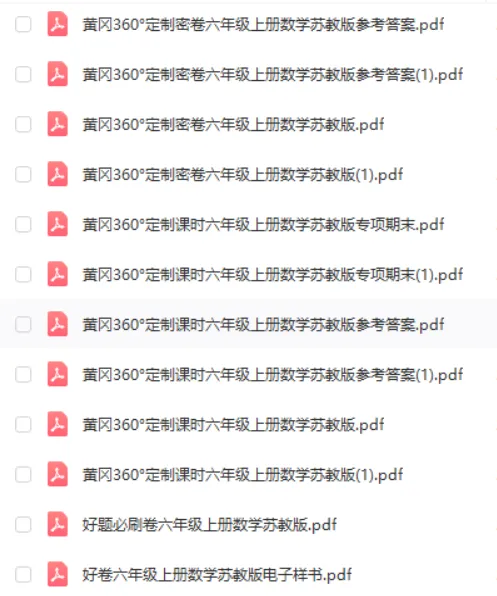 黄冈360°定制密卷六年级上册数学苏教版参考答案.pdf
黄冈360°定制密卷六年级上册数学苏教版参考答案(1).pdf
黄冈360°定制密卷六年级上册数学苏教版.pdf
黄冈360°定制密卷六年级上册数学苏教版(1).pdf
黄冈360°定制课时六年级上册数学苏教版专项期末.pdf
黄冈360°定制课时六年级上册数学苏教版专项期末(1).pdf
黄冈360°定制课时六年级上册数学苏教版参考答案.pdf
黄冈360°定制课时六年级上册数学苏教版参考答案(1).pdf
黄冈360°定制课时六年级上册数学苏教版.pdf
黄冈360°定制课时六年级上册数学苏教版(1).pdf
好题必刷卷六年级上册数学苏教版.pdf
好卷六年级上册数学苏教版电子样书.pdf